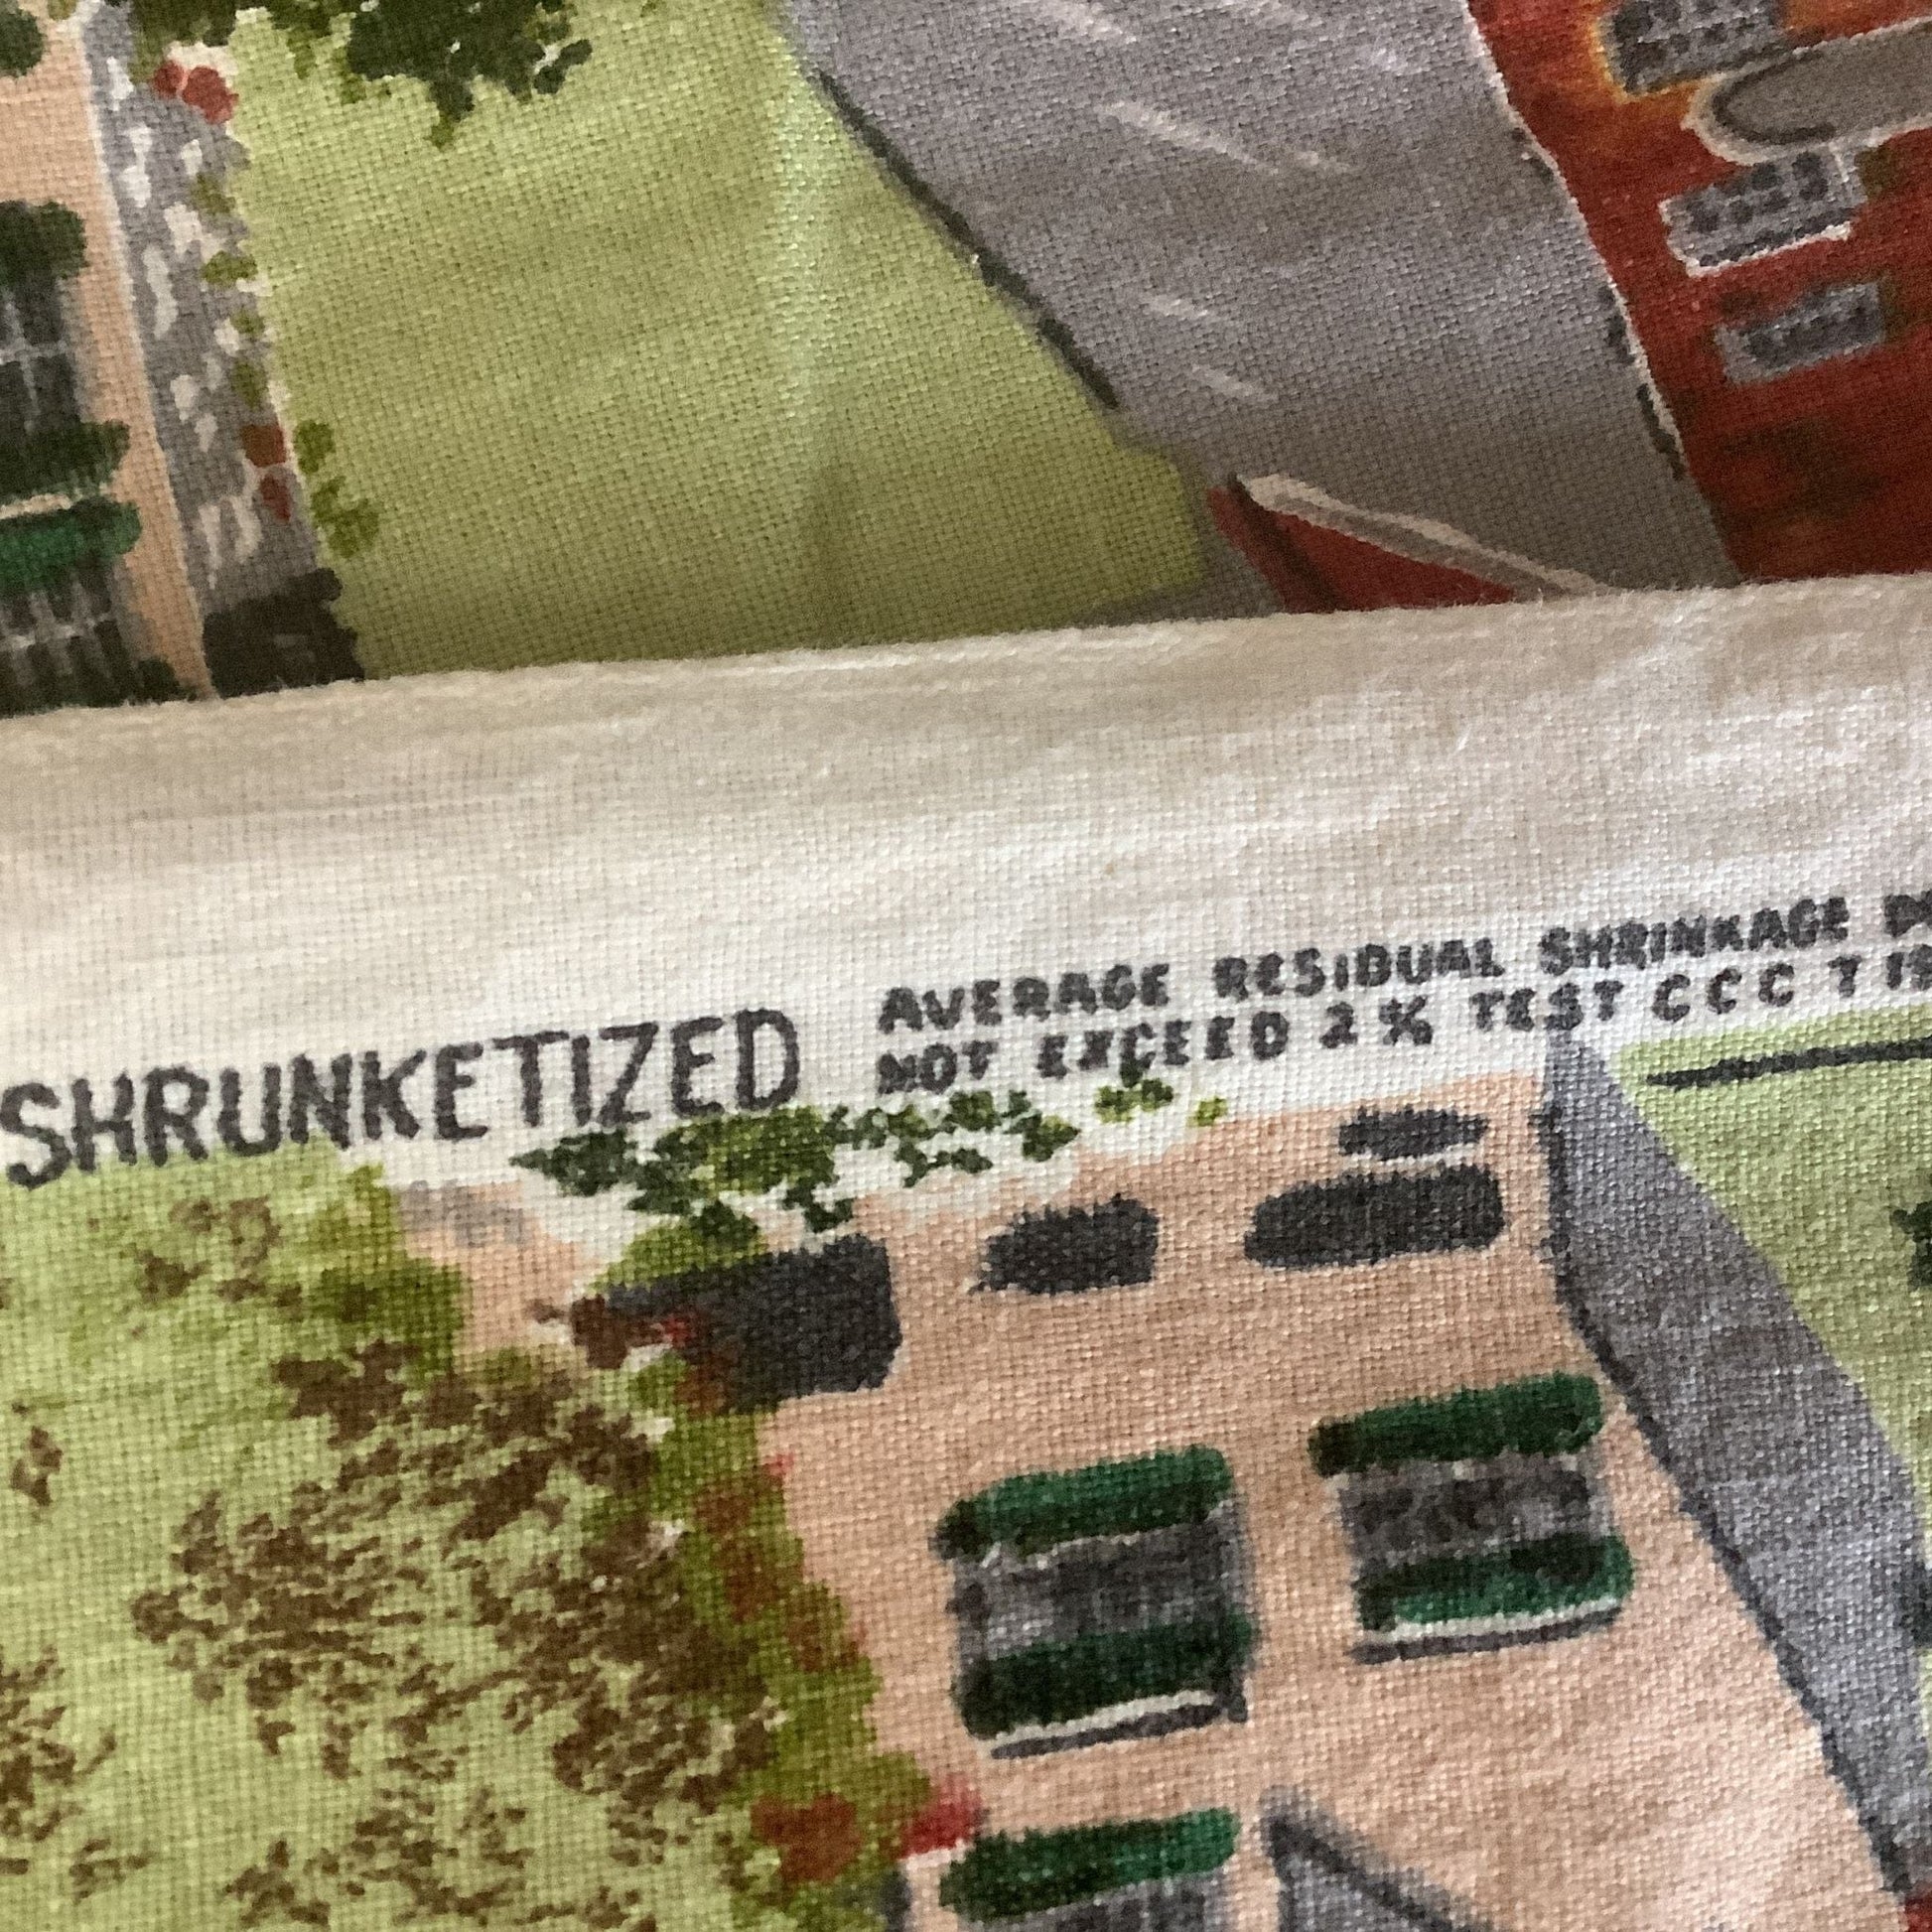 SHRUNKETIZED
AVERAGE RESIDUAL SHRINKAGE
NOT EXCEED 2% TEST CCC T